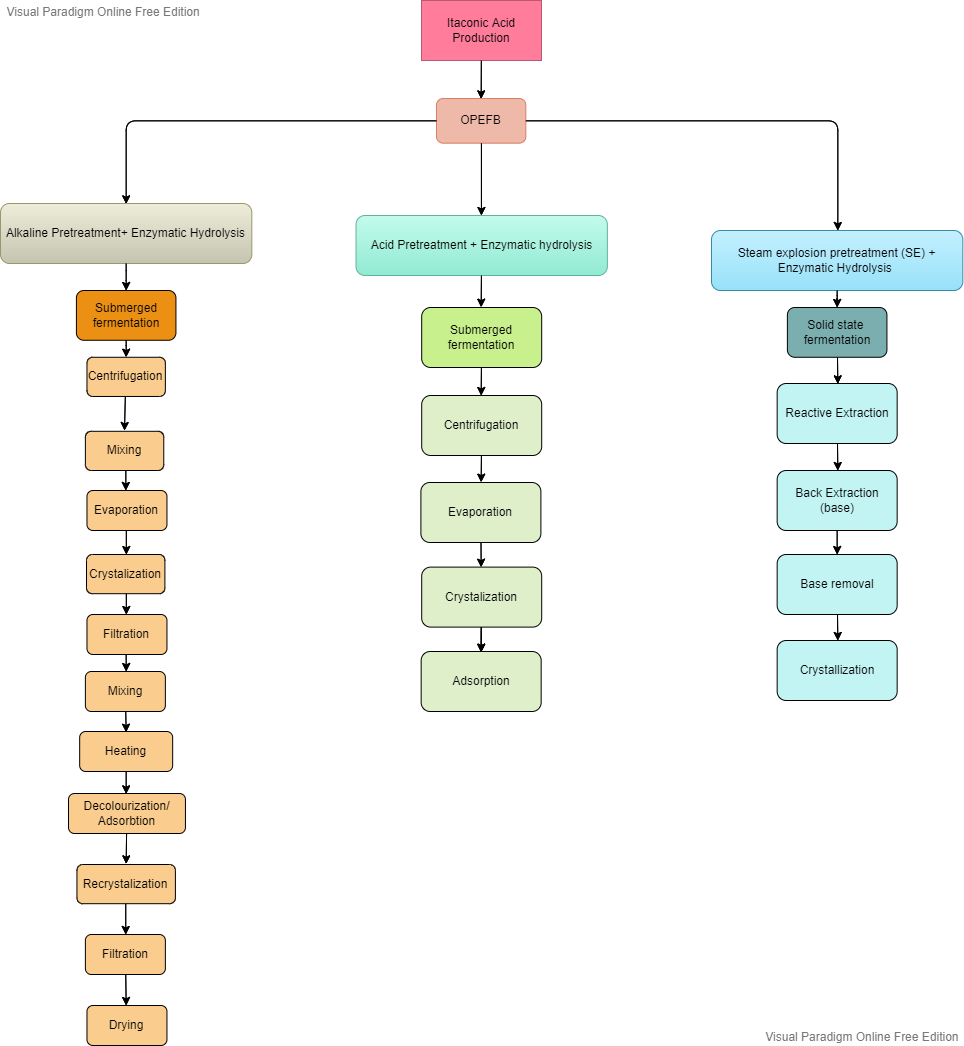 Visual Paradigm Online Free Edition
Itaconic Acid
Production
OPEFB
Alkaline Pretreatment+ Enzymatic Hydrolysis
Submerged
fermentation
Centrifugation
Mixing
Evaporation
Crystalization
Filtration
Mixing
Heating
Decolourization/
Adsorbtion
Recrystalization
Filtration
Drying
Acid Pretreatment + Enzymatic hydrolysis
Submerged
fermentation
Centrifugation
Evaporation
Crystalization
Adsorption
Steam explosion pretreatment (SE) +
Enzymatic Hydrolysis
Solid state
fermentation
Reactive Extraction
Back Extraction
(base)
Base removal
Crystallization
Visual Paradigm Online Free Edition